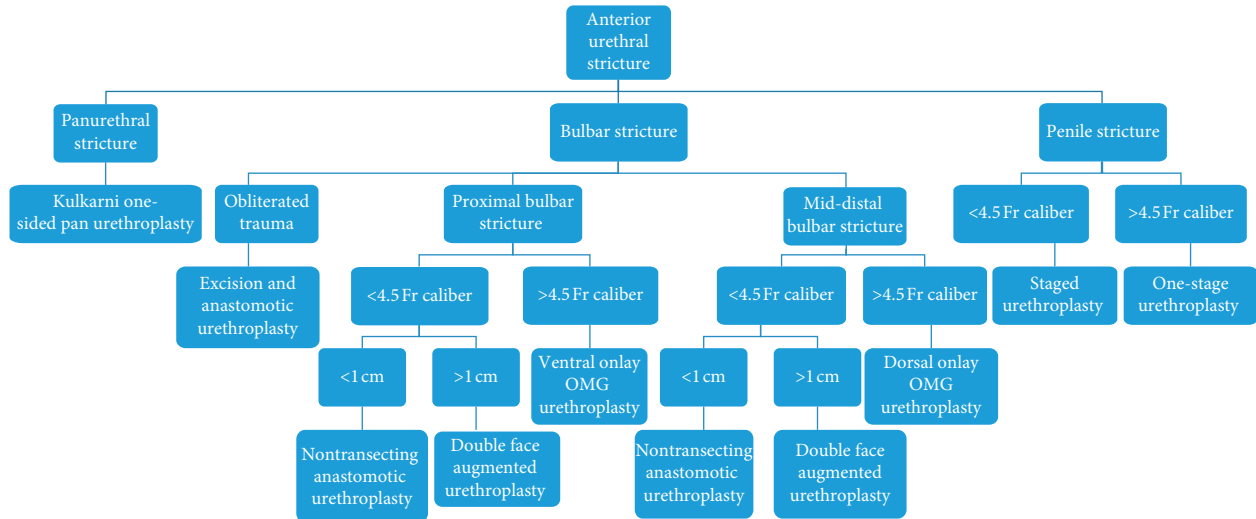 Anterior
urethral
stricture
Panurethral
stricture
Bulbar stricture
Penile stricture
Kulkarni one-
sided pan urethroplasty
Obliterated
trauma
Proximal bulbar
stricture
Mid-distal
bulbar stricture
<4.5 Fr caliber
>4.5 Fr caliber
Excision and
anastomotic
urethroplasty
<4.5 Fr caliber
>4.5 Fr caliber
<4.5 Fr caliber
>4.5 Fr caliber
Staged
urethroplasty
One-stage
urethroplasty
<1 cm
>1 cm
Ventral onlay
OMG
urethroplasty
<1 cm
>1 cm
Dorsal onlay
OMG
urethroplasty
Nontransecting
anastomotic
urethroplasty
Double face
augmented
urethroplasty
Nontransecting
anastomotic
urethroplasty
Double face
augmented
urethroplasty